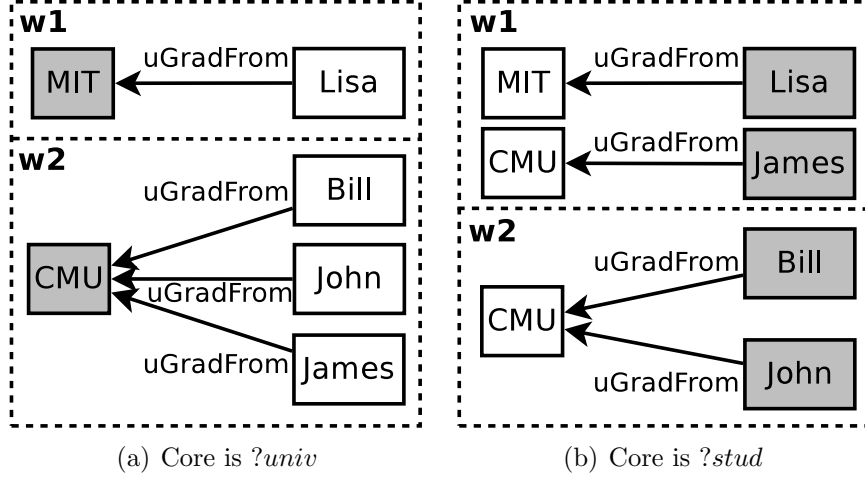 w1
MIT
uGradFrom
Lisa
w2
Bill
uGradFrom
CMU
John
uGradFrom
uGradFrom
James
(a) Core is ?univ
w1
MIT
uGradFrom
Lisa
CMU
uGradFrom
James
w2
Bill
uGradFrom
CMU
uGradFrom
John
(b) Core is ?stud